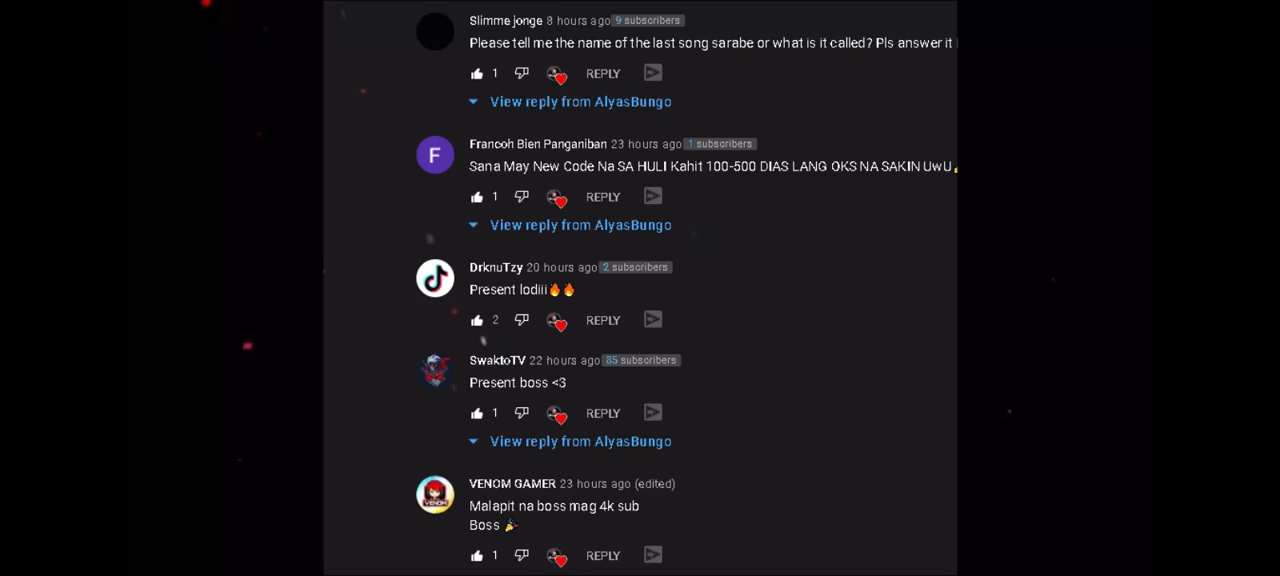 Slimme jonge 8 hours ago 9 subscribers
Please tell me the name of the last song sarabe or what is it called? Pls answer it
1 REPLY
View reply from AlyasBungo
F
Francoh Bien Panganiban 23 hours ago 1 subscribers
Sana May New Code Na SA HULI Kahit 100-500 DIAS LANG OKS NA SAKIN UwU
1 REPLY
View reply from AlyasBungo
DrknuTzy 20 hours ago 2 subscribers
Present lodiii🔥🔥
2 REPLY
SwaktoTV 22 hours ago 85 subscribers
Present boss <3
1 REPLY
View reply from AlyasBungo
VENOM
VENOM GAMER 23 hours ago (edited)
Malapit na boss mag 4k sub
Boss 🎉
1 REPLY